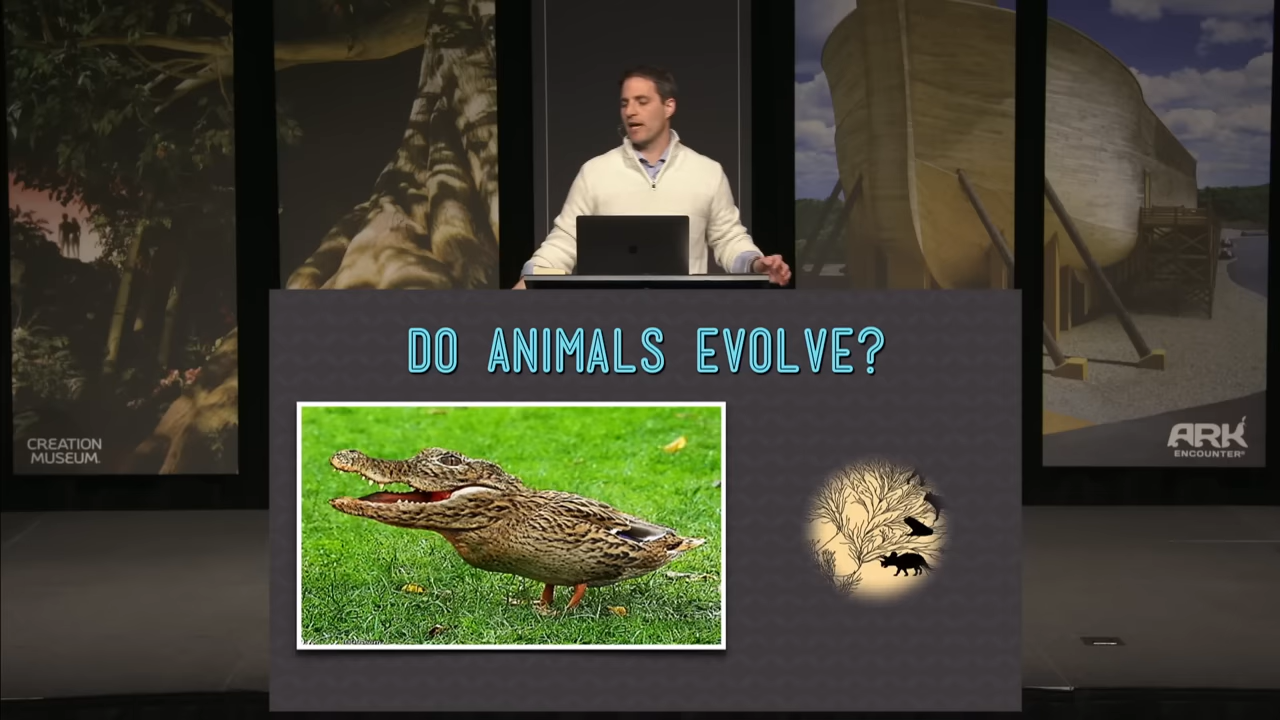 DO ANIMALS EVOLVE?
CREATION
MUSEUM
ARK
ENCOUNTER